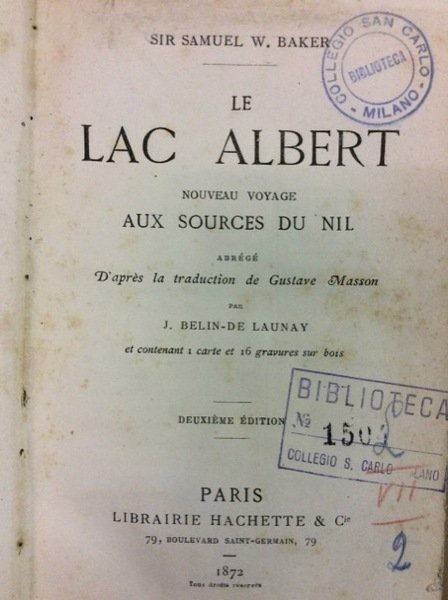 SIR SAMUEL W. BAKER
COLLEGIO SAN CARLO
BIBLIOTECA
- MILANO -
LE
LAC ALBERT
NOUVEAU VOYAGE
AUX SOURCES DU NIL
ABRÉGÉ
D'après la traduction de Gustave Masson
PAR
J. BELIN-DE LAUNAY
et contenant 1 carte et 16 gravures sur bois
DEUXIÈME ÉDITION
BIBLIOTECA
№ 150
COLLEGIO S. CARLO
VII
2
PARIS
LIBRAIRIE HACHETTE & Cie
79, BOULEVARD SAINT-GERMAIN, 79
1872
Tous droits réservés